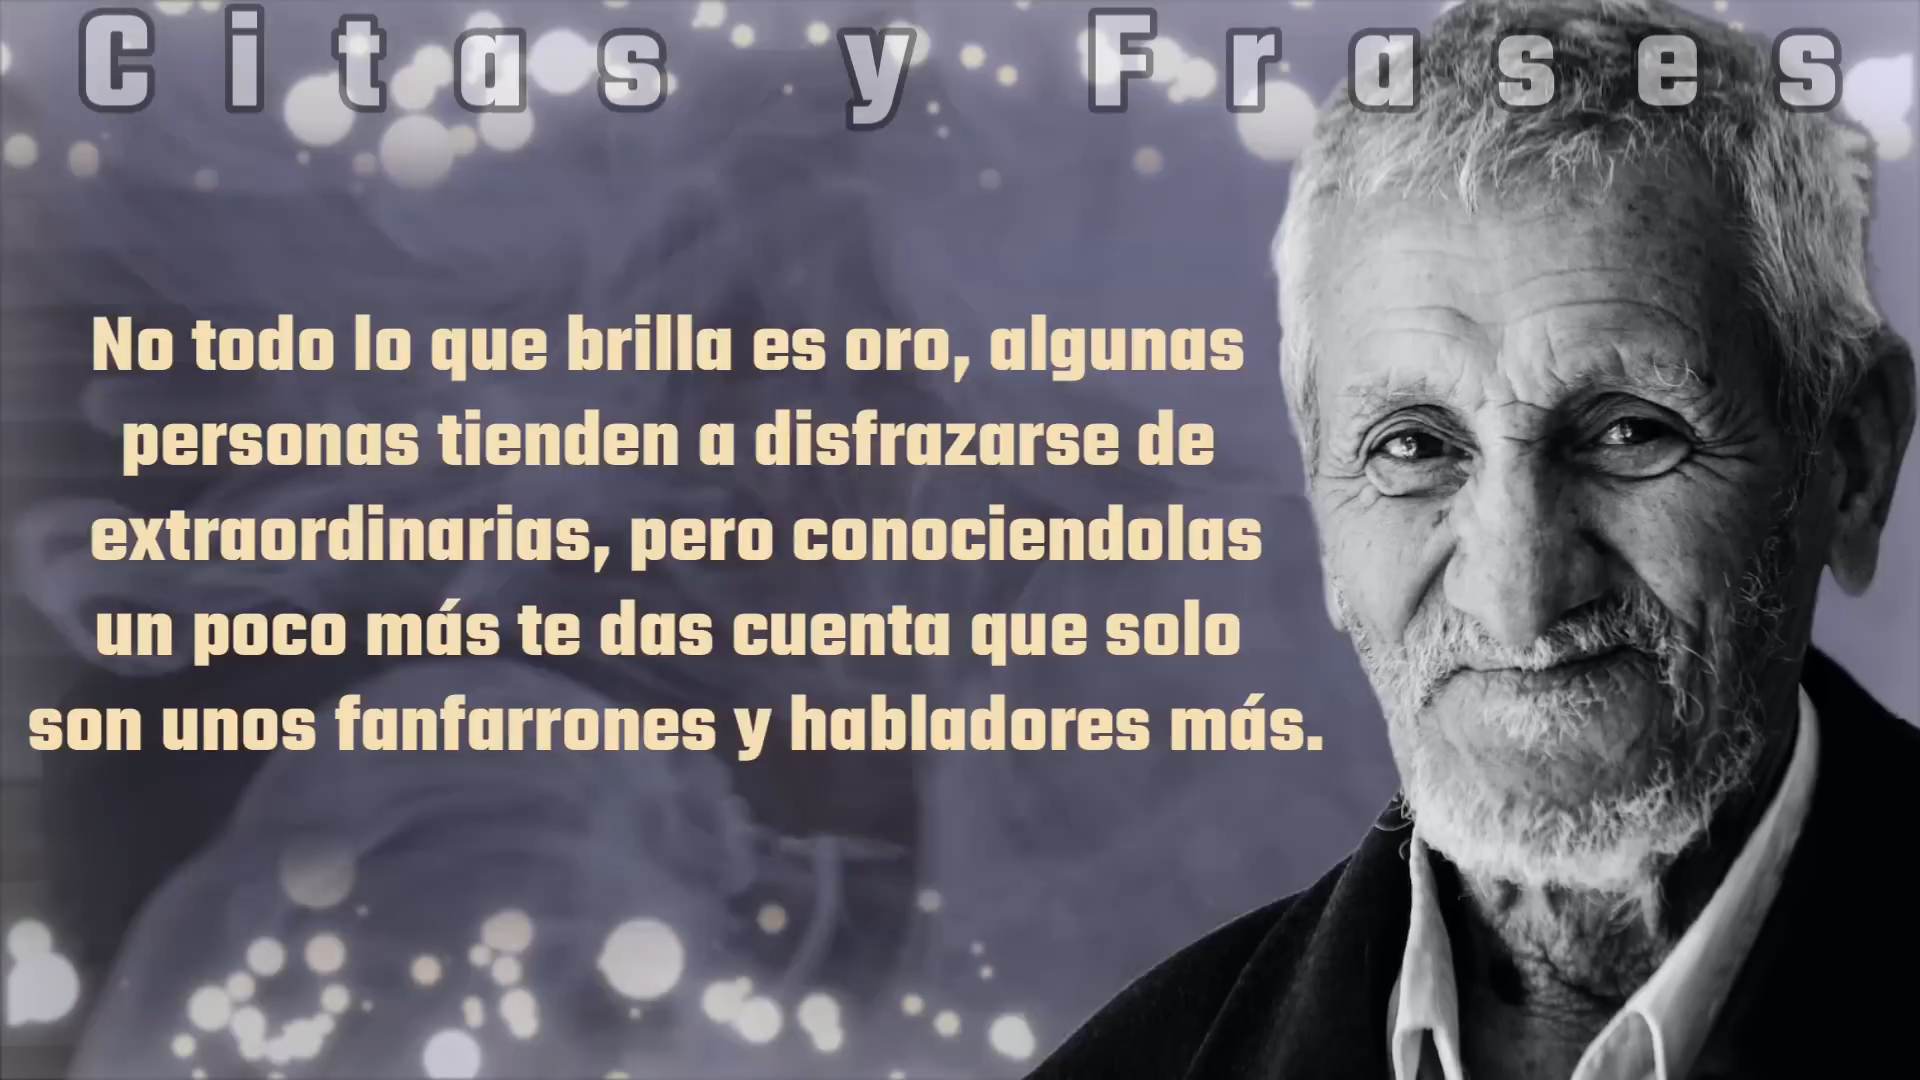 Citas y Frases
No todo lo que brilla es oro, algunas
personas tienden a disfrazarse de
extraordinarias, pero conociendolas
un poco más te das cuenta que solo
son unos fanfarrones y habladores más.